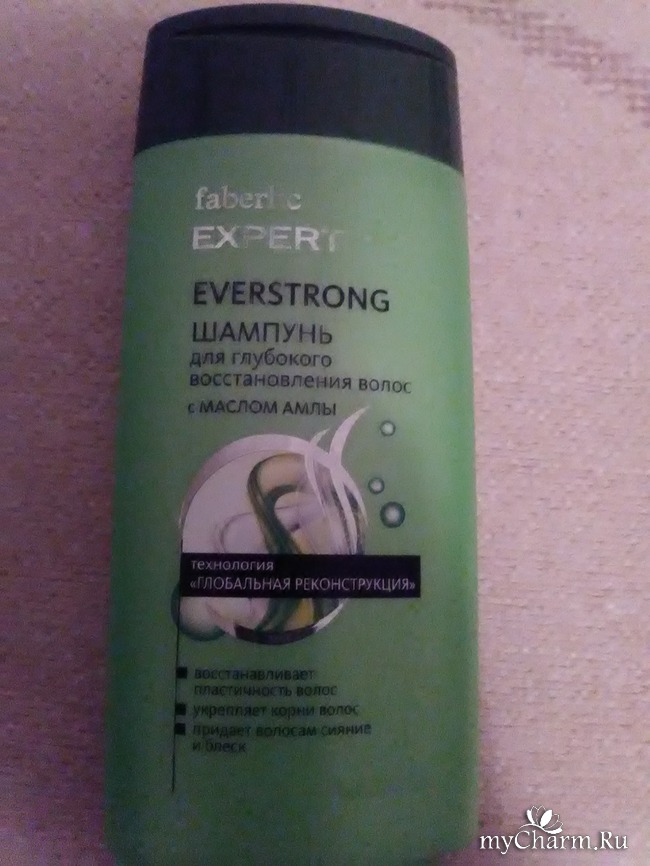 faberlic
EXPERT
EVERSTRONG
ШАМПУНЬ
для глубокого
восстановления волос
с МАСЛОМ АМЛЫ
технология
«ГЛОБАЛЬНАЯ РЕКОНСТРУКЦИЯ»
восстанавливает
пластичность волос
укрепляет корни волос
придает волосам сияние
и блеск
myCharm.Ru